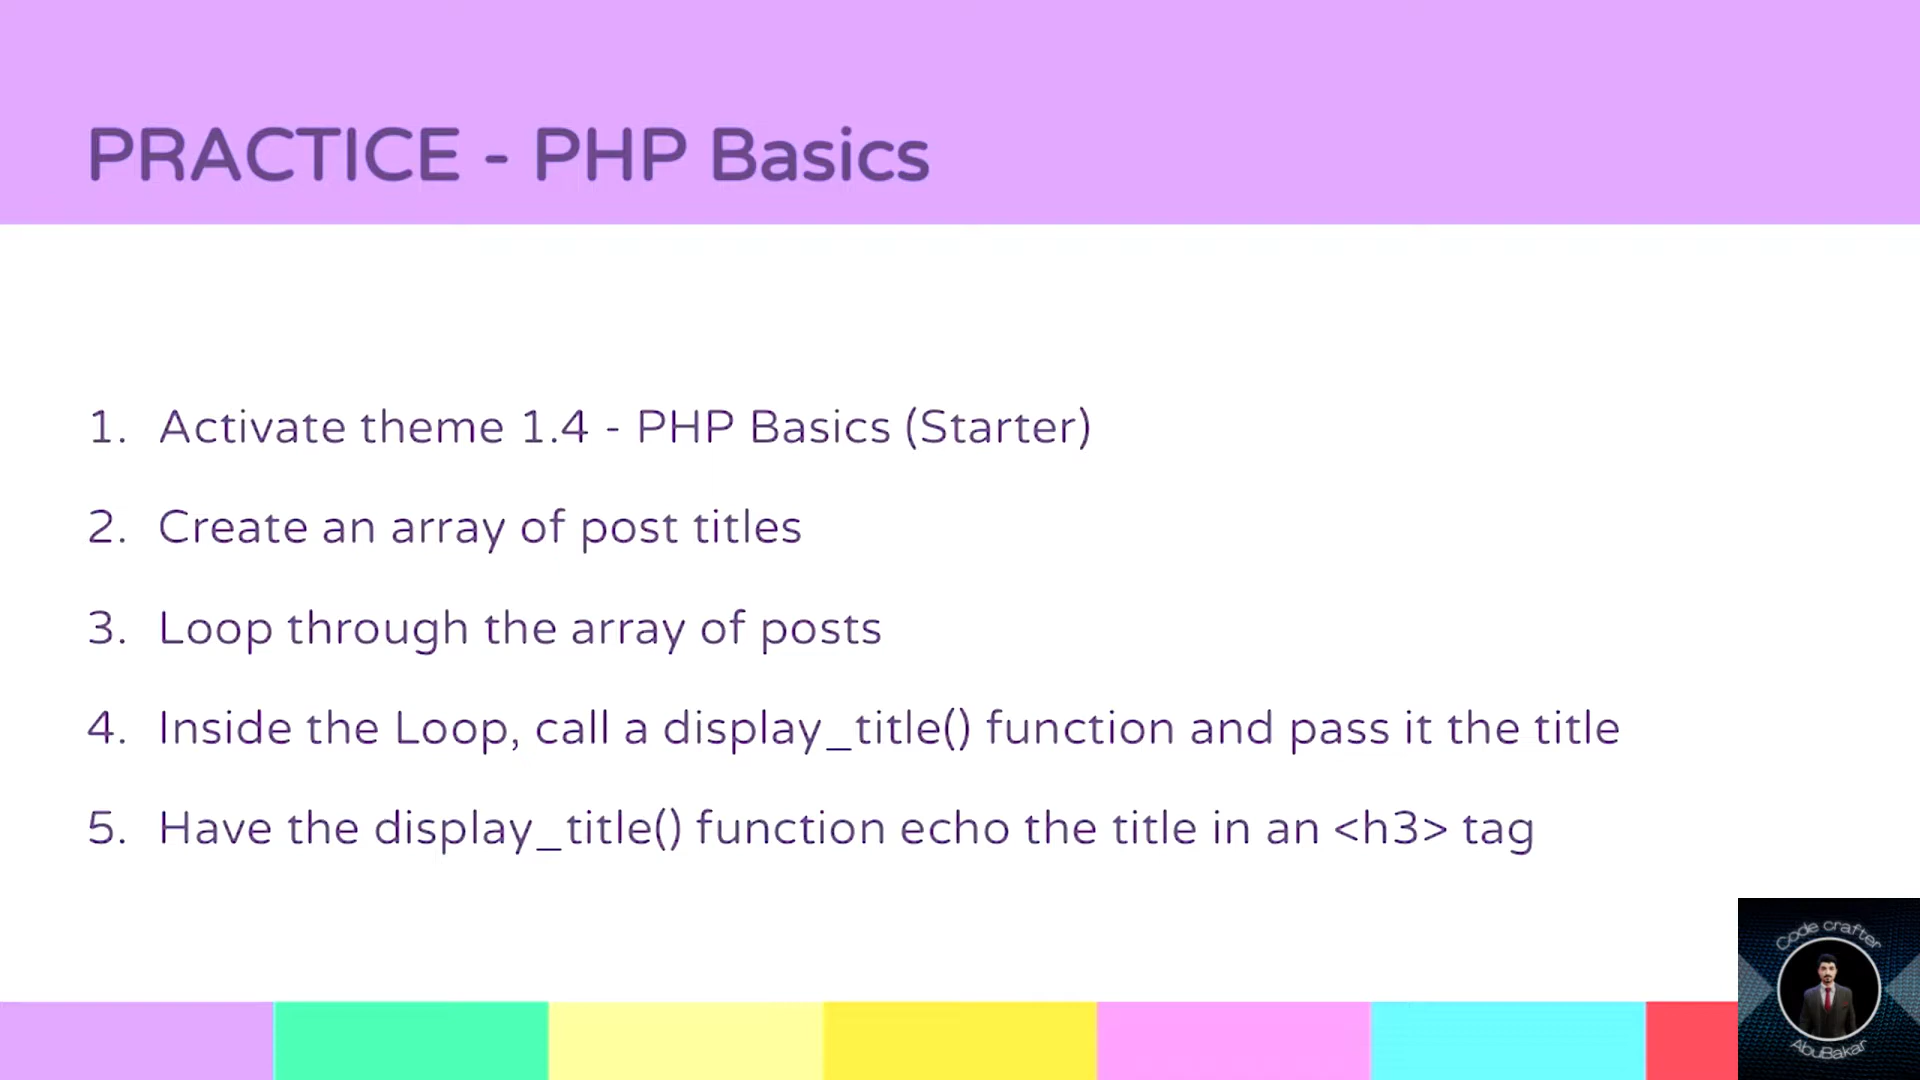 PRACTICE - PHP Basics
1. Activate theme 1.4 - PHP Basics (Starter)
2. Create an array of post titles
3. Loop through the array of posts
4. Inside the Loop, call a display_title() function and pass it the title
5. Have the display_title() function echo the title in an <h3> tag
Code crafter
AbuBakar